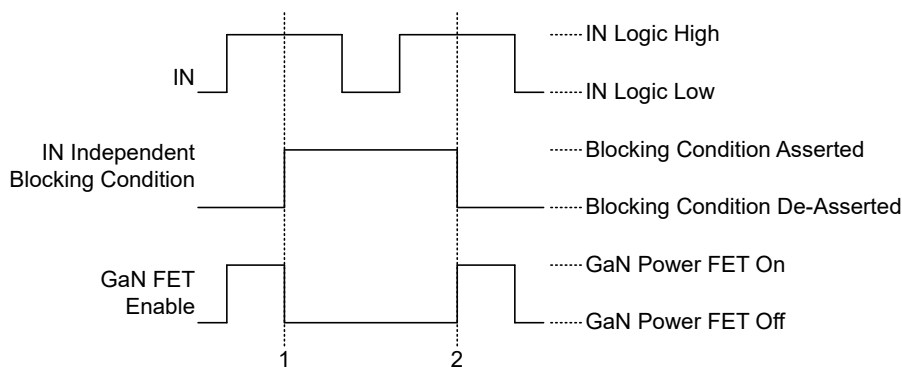 IN
IN Logic High
IN Logic Low
IN Independent
Blocking Condition
Blocking Condition Asserted
Blocking Condition De-Asserted
GaN FET
Enable
GaN Power FET On
GaN Power FET Off
1
2